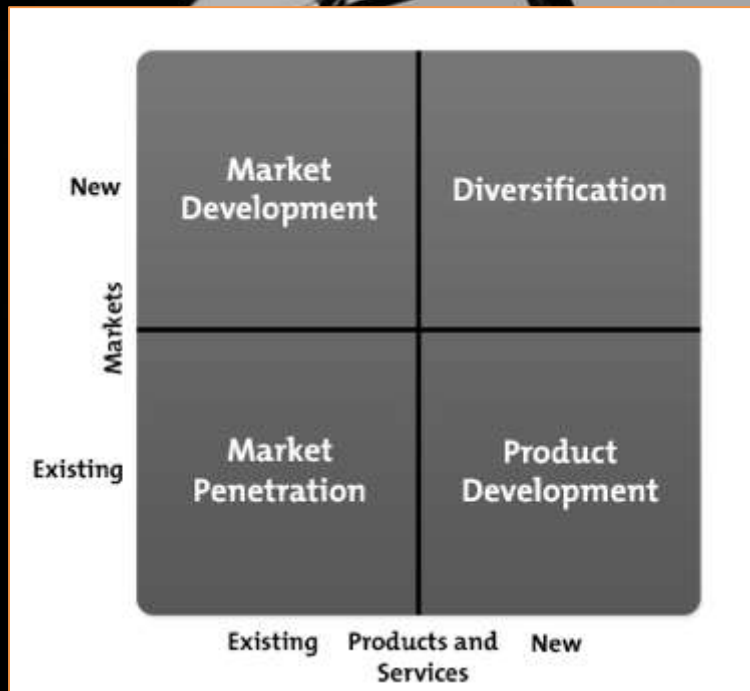 New
Market
Development
Diversification
Markets
Existing
Market
Penetration
Product
Development
Existing
Products and
Services
New